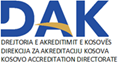 DAK
DREJTORIA E AKREDITIMIT E KOSOVËS
DIREKCIJA ZA AKREDITACIJU KOSOVA
KOSOVO ACCREDITATION DIRECTORATE